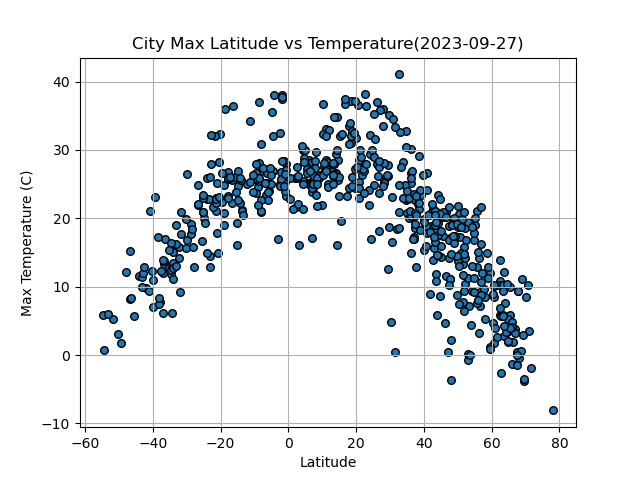 City Max Latitude vs Temperature(2023-09-27)
Max Temperature (C)
40
30
20
10
0
−10
−60 −40 −20 0 20 40 60 80
Latitude